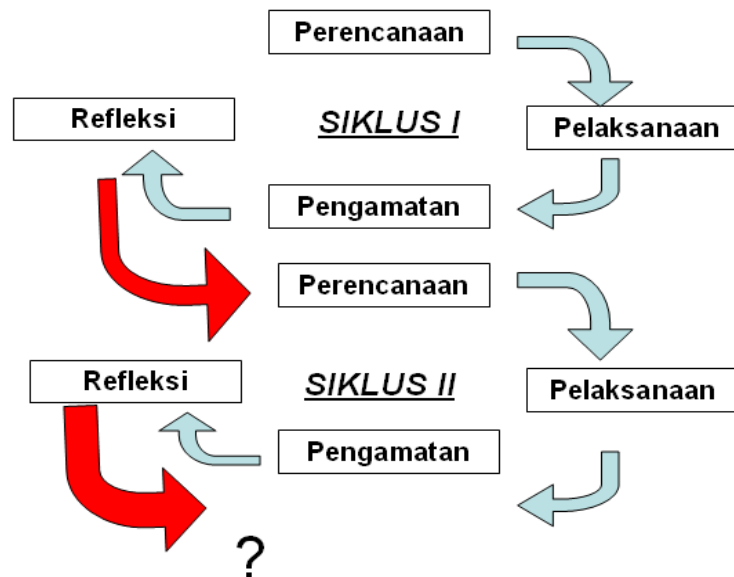 Perencanaan
Refleksi
SIKLUS I
Pelaksanaan
Pengamatan
Perencanaan
Refleksi
SIKLUS II
Pelaksanaan
Pengamatan
?